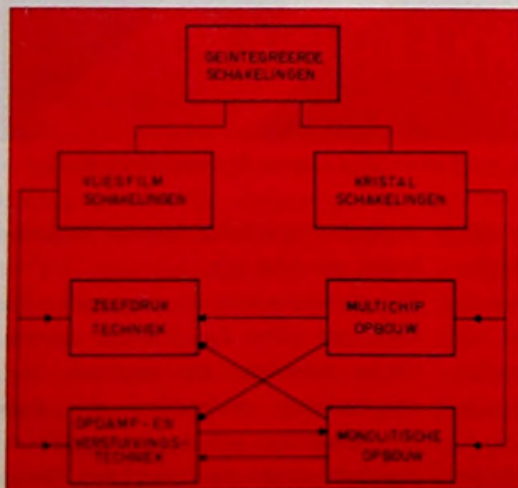 GEINTEGREERDE
SCHAKELINGEN
VLIESFILM
SCHAKELINGEN
KRISTAL
SCHAKELINGEN
ZEEFDRUK
TECHNIEK
MULTICHIP
OPBOUW
OPDAMP-EN
VERSTUIVINGS-
TECHNIEK
MONOLITISCHE
OPBOUW